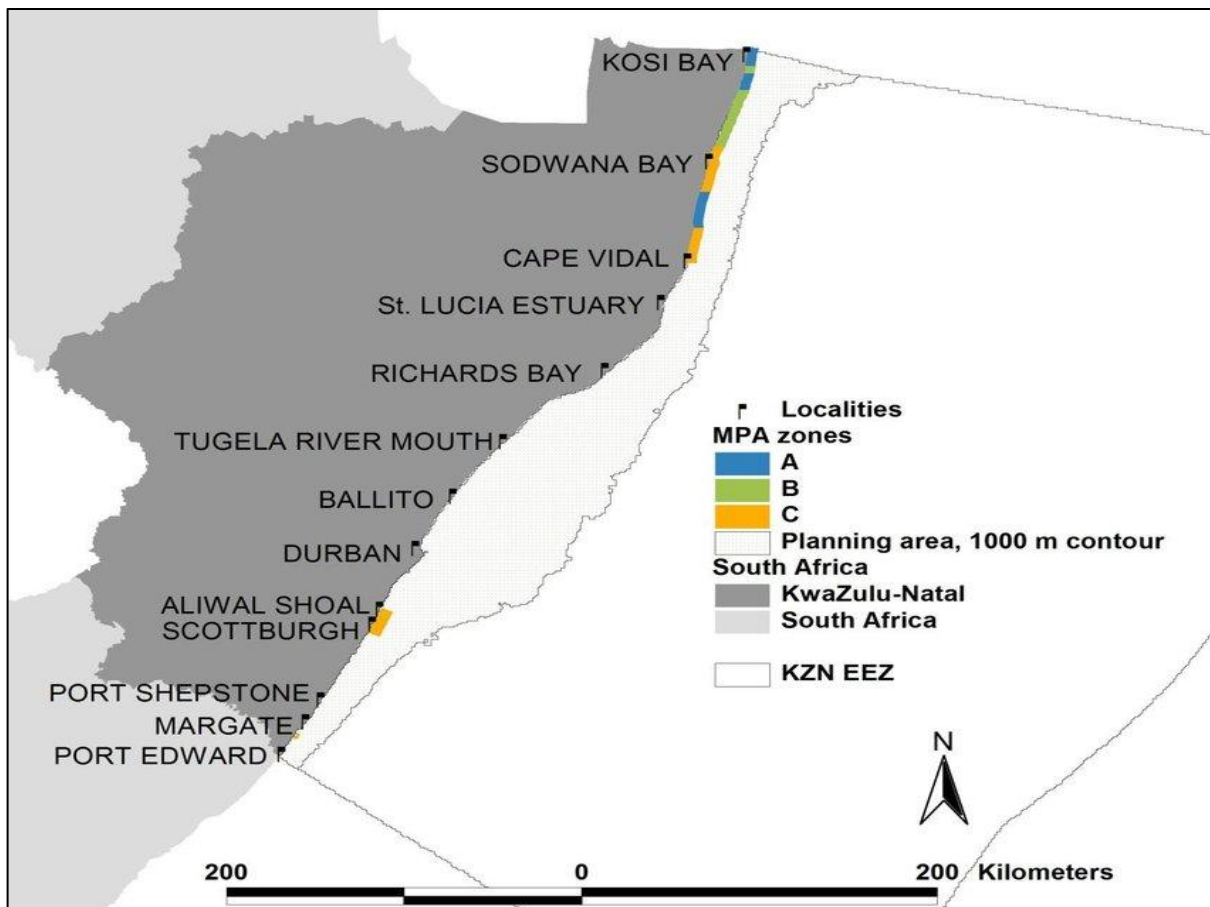 KOSI BAY
SODWANA BAY
CAPE VIDAL
St. LUCIA ESTUARY
RICHARDS BAY
TUGELA RIVER MOUTH
BALLITO
DURBAN
ALIWAL SHOAL
SCOTTBURGH
PORT SHEPSTONE
MARGATE
PORT EDWARD
Localities
MPA zones
A
B
C
Planning area, 1000 m contour
South Africa
KwaZulu-Natal
South Africa
KZN EEZ
N
200 0 200 Kilometers